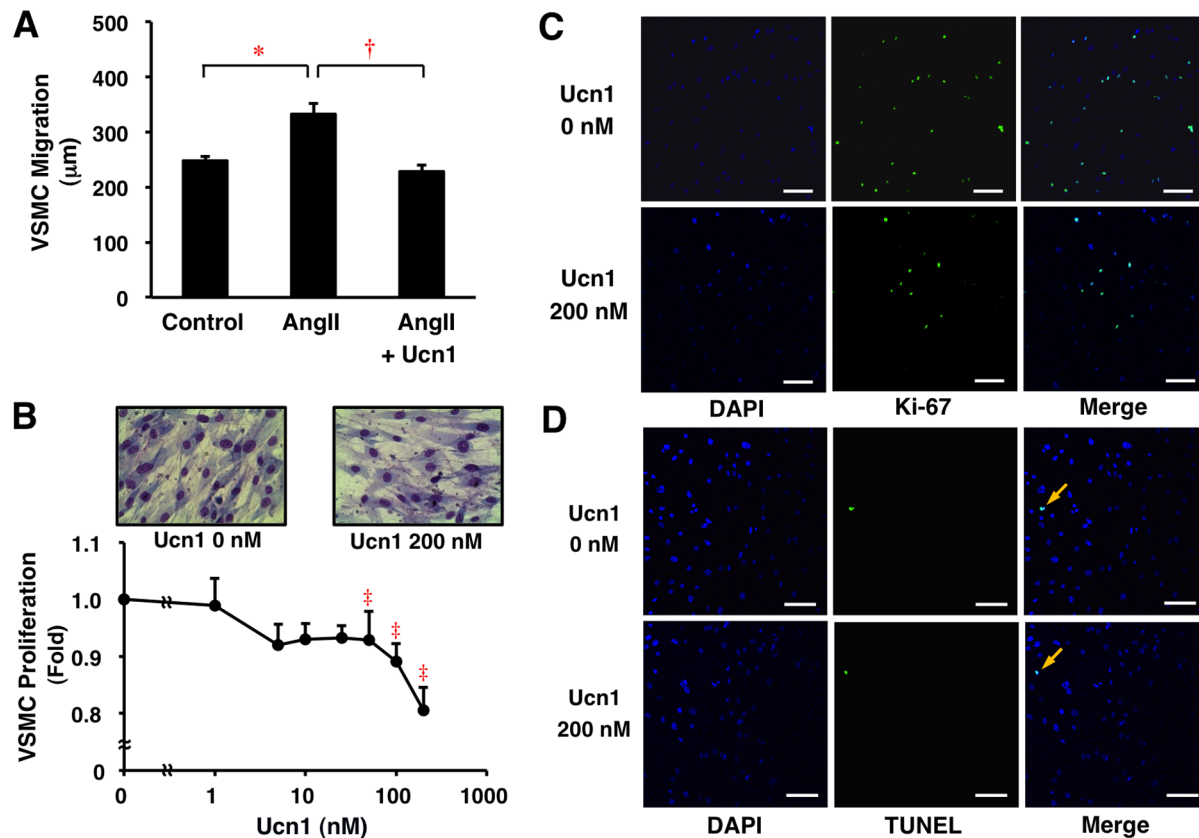 A
500
400
300
200
100
0
VSMC Migration
(μm)
*
†
Control
AngII
AngII
+ Ucn1
B
Ucn1 0 nM
Ucn1 200 nM
1.1
1.0
0.9
0.8
0
VSMC Proliferation
(Fold)
‡
‡
‡
0
1
10
100
1000
Ucn1 (nM)
C
Ucn1
0 nM
Ucn1
200 nM
DAPI
Ki-67
Merge
D
Ucn1
0 nM
Ucn1
200 nM
DAPI
TUNEL
Merge